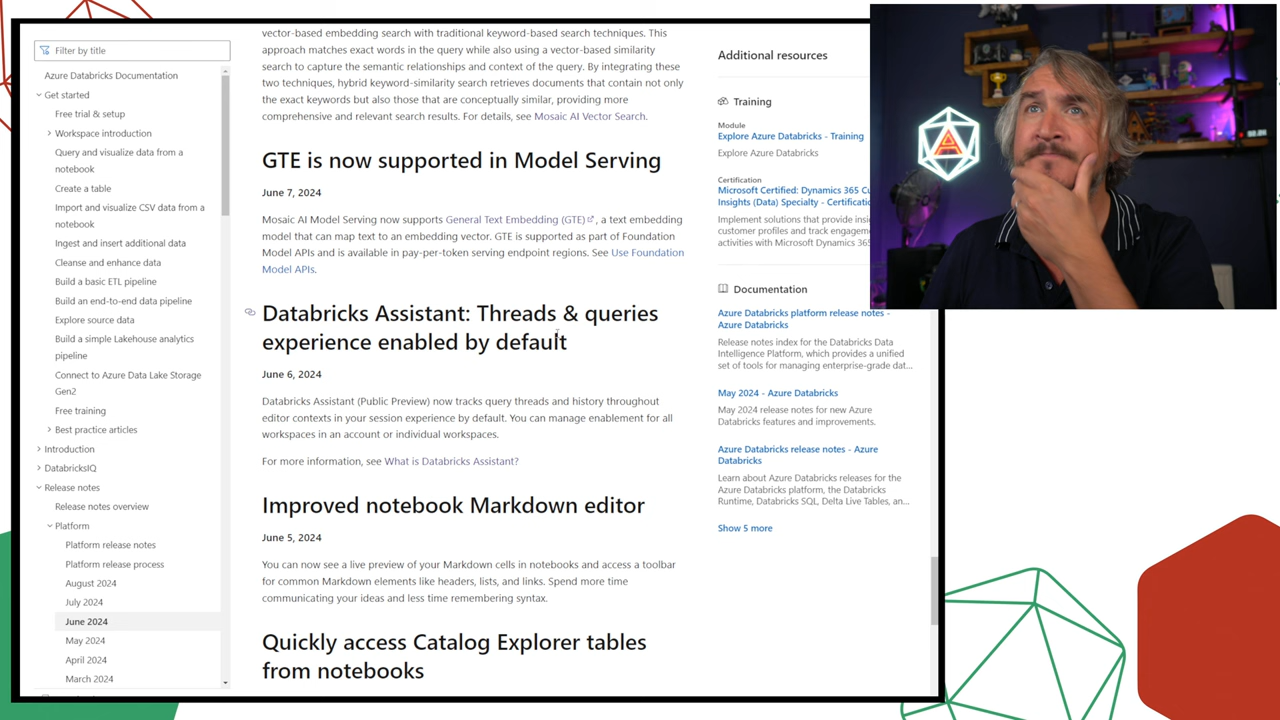 Filter by title
Azure Databricks Documentation
Get started
Free trial & setup
Workspace introduction
Query and visualize data from a
notebook
Create a table
Import and visualize CSV data from a
notebook
Ingest and insert additional data
Cleanse and enhance data
Build a basic ETL pipeline
Build an end-to-end data pipeline
Explore source data
Build a simple Lakehouse analytics
pipeline
Connect to Azure Data Lake Storage
Gen2
Free training
Best practice articles
Introduction
DatabricksIQ
Release notes
Release notes overview
Platform
Platform release notes
Platform release process
August 2024
July 2024
June 2024
May 2024
April 2024
March 2024
vector-based embedding search with traditional keyword-based search techniques. This
approach matches exact words in the query while also using a vector-based similarity
search to capture the semantic relationships and context of the query. By integrating these
two techniques, hybrid keyword-similarity search retrieves documents that contain not only
the exact keywords but also those that are conceptually similar, providing more
comprehensive and relevant search results. For details, see Mosaic AI Vector Search.
GTE is now supported in Model Serving
June 7, 2024
Mosaic AI Model Serving now supports General Text Embedding (GTE), a text embedding
model that can map text to an embedding vector. GTE is supported as part of Foundation
Model APIs and is available in pay-per-token serving endpoint regions. See Use Foundation
Model APIs.
Databricks Assistant: Threads & queries
experience enabled by default
June 6, 2024
Databricks Assistant (Public Preview) now tracks query threads and history throughout
editor contexts in your session experience by default. You can manage enablement for all
workspaces in an account or individual workspaces.
For more information, see What is Databricks Assistant?
Improved notebook Markdown editor
June 5, 2024
You can now see a live preview of your Markdown cells in notebooks and access a toolbar
for common Markdown elements like headers, lists, and links. Spend more time
communicating your ideas and less time remembering syntax.
Quickly access Catalog Explorer tables
from notebooks
Additional resources
Training
Module
Explore Azure Databricks - Training
Explore Azure Databricks
Certification
Microsoft Certified: Dynamics 365 Cu
Insights (Data) Specialty - Certificatio
Implement solutions that provide insi
customer profiles and track engagem
activities with Microsoft Dynamics 365
Documentation
Azure Databricks platform release notes -
Azure Databricks
Release notes index for the Databricks Data
Intelligence Platform, which provides a unified
set of tools for managing enterprise-grade dat...
May 2024 - Azure Databricks
May 2024 release notes for new Azure
Databricks features and improvements.
Azure Databricks release notes - Azure
Databricks
Learn about Azure Databricks releases for the
Azure Databricks platform, the Databricks
Runtime, Databricks SQL, Delta Live Tables, an...
Show 5 more
A